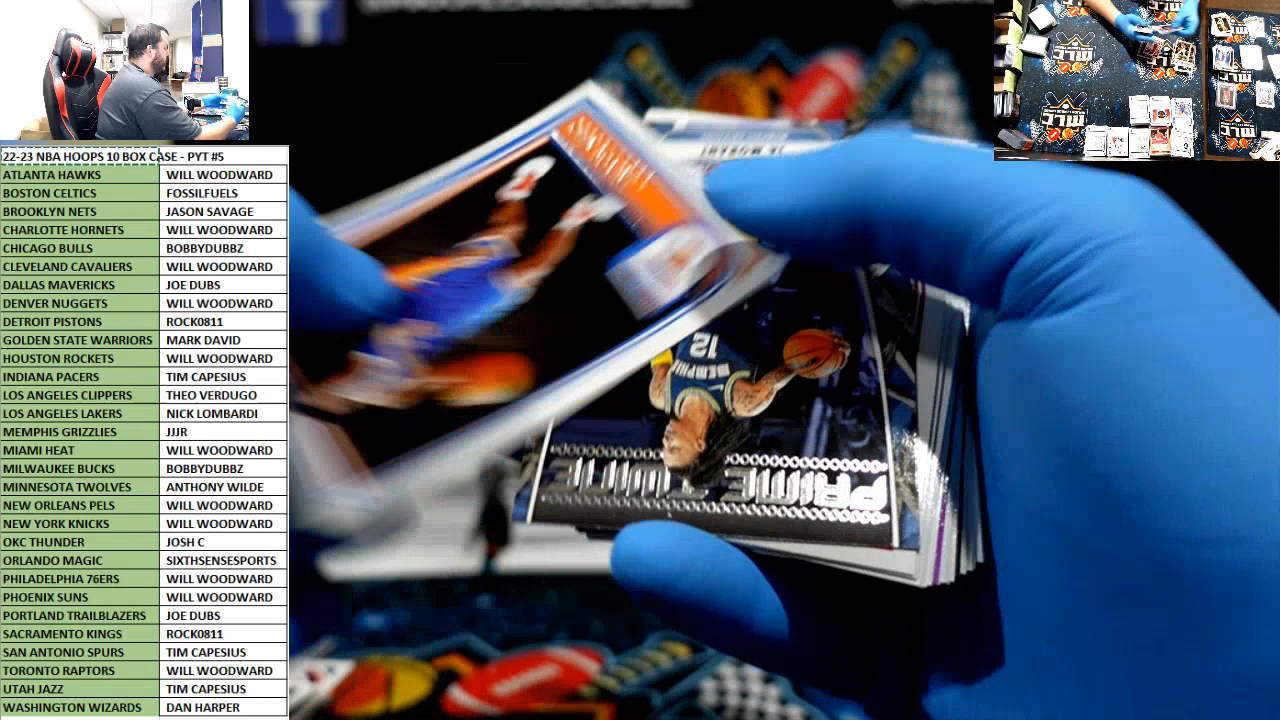 22-23 NBA HOOPS 10 BOX CASE - PYT #5
ATLANTA HAWKS WILL WOODWARD
BOSTON CELTICS FOSSILFUELS
BROOKLYN NETS JASON SAVAGE
CHARLOTTE HORNETS WILL WOODWARD
CHICAGO BULLS BOBBYDUBBZ
CLEVELAND CAVALIERS WILL WOODWARD
DALLAS MAVERICKS JOE DUBS
DENVER NUGGETS WILL WOODWARD
DETROIT PISTONS ROCK0811
GOLDEN STATE WARRIORS MARK DAVID
HOUSTON ROCKETS WILL WOODWARD
INDIANA PACERS TIM CAPESIUS
LOS ANGELES CLIPPERS THEO VERDUGO
LOS ANGELES LAKERS NICK LOMBARDI
MEMPHIS GRIZZLIES JJJR
MIAMI HEAT WILL WOODWARD
MILWAUKEE BUCKS BOBBYDUBBZ
MINNESOTA TWOLVES ANTHONY WILDE
NEW ORLEANS PELS WILL WOODWARD
NEW YORK KNICKS WILL WOODWARD
OKC THUNDER JOSH C
ORLANDO MAGIC SIXTHSENSESPORTS
PHILADELPHIA 76ERS WILL WOODWARD
PHOENIX SUNS WILL WOODWARD
PORTLAND TRAILBLAZERS JOE DUBS
SACRAMENTO KINGS ROCK0811
SAN ANTONIO SPURS TIM CAPESIUS
TORONTO RAPTORS WILL WOODWARD
UTAH JAZZ TIM CAPESIUS
WASHINGTON WIZARDS DAN HARPER
JA MORANT
MEMPHIS
12
PRIME TWINE